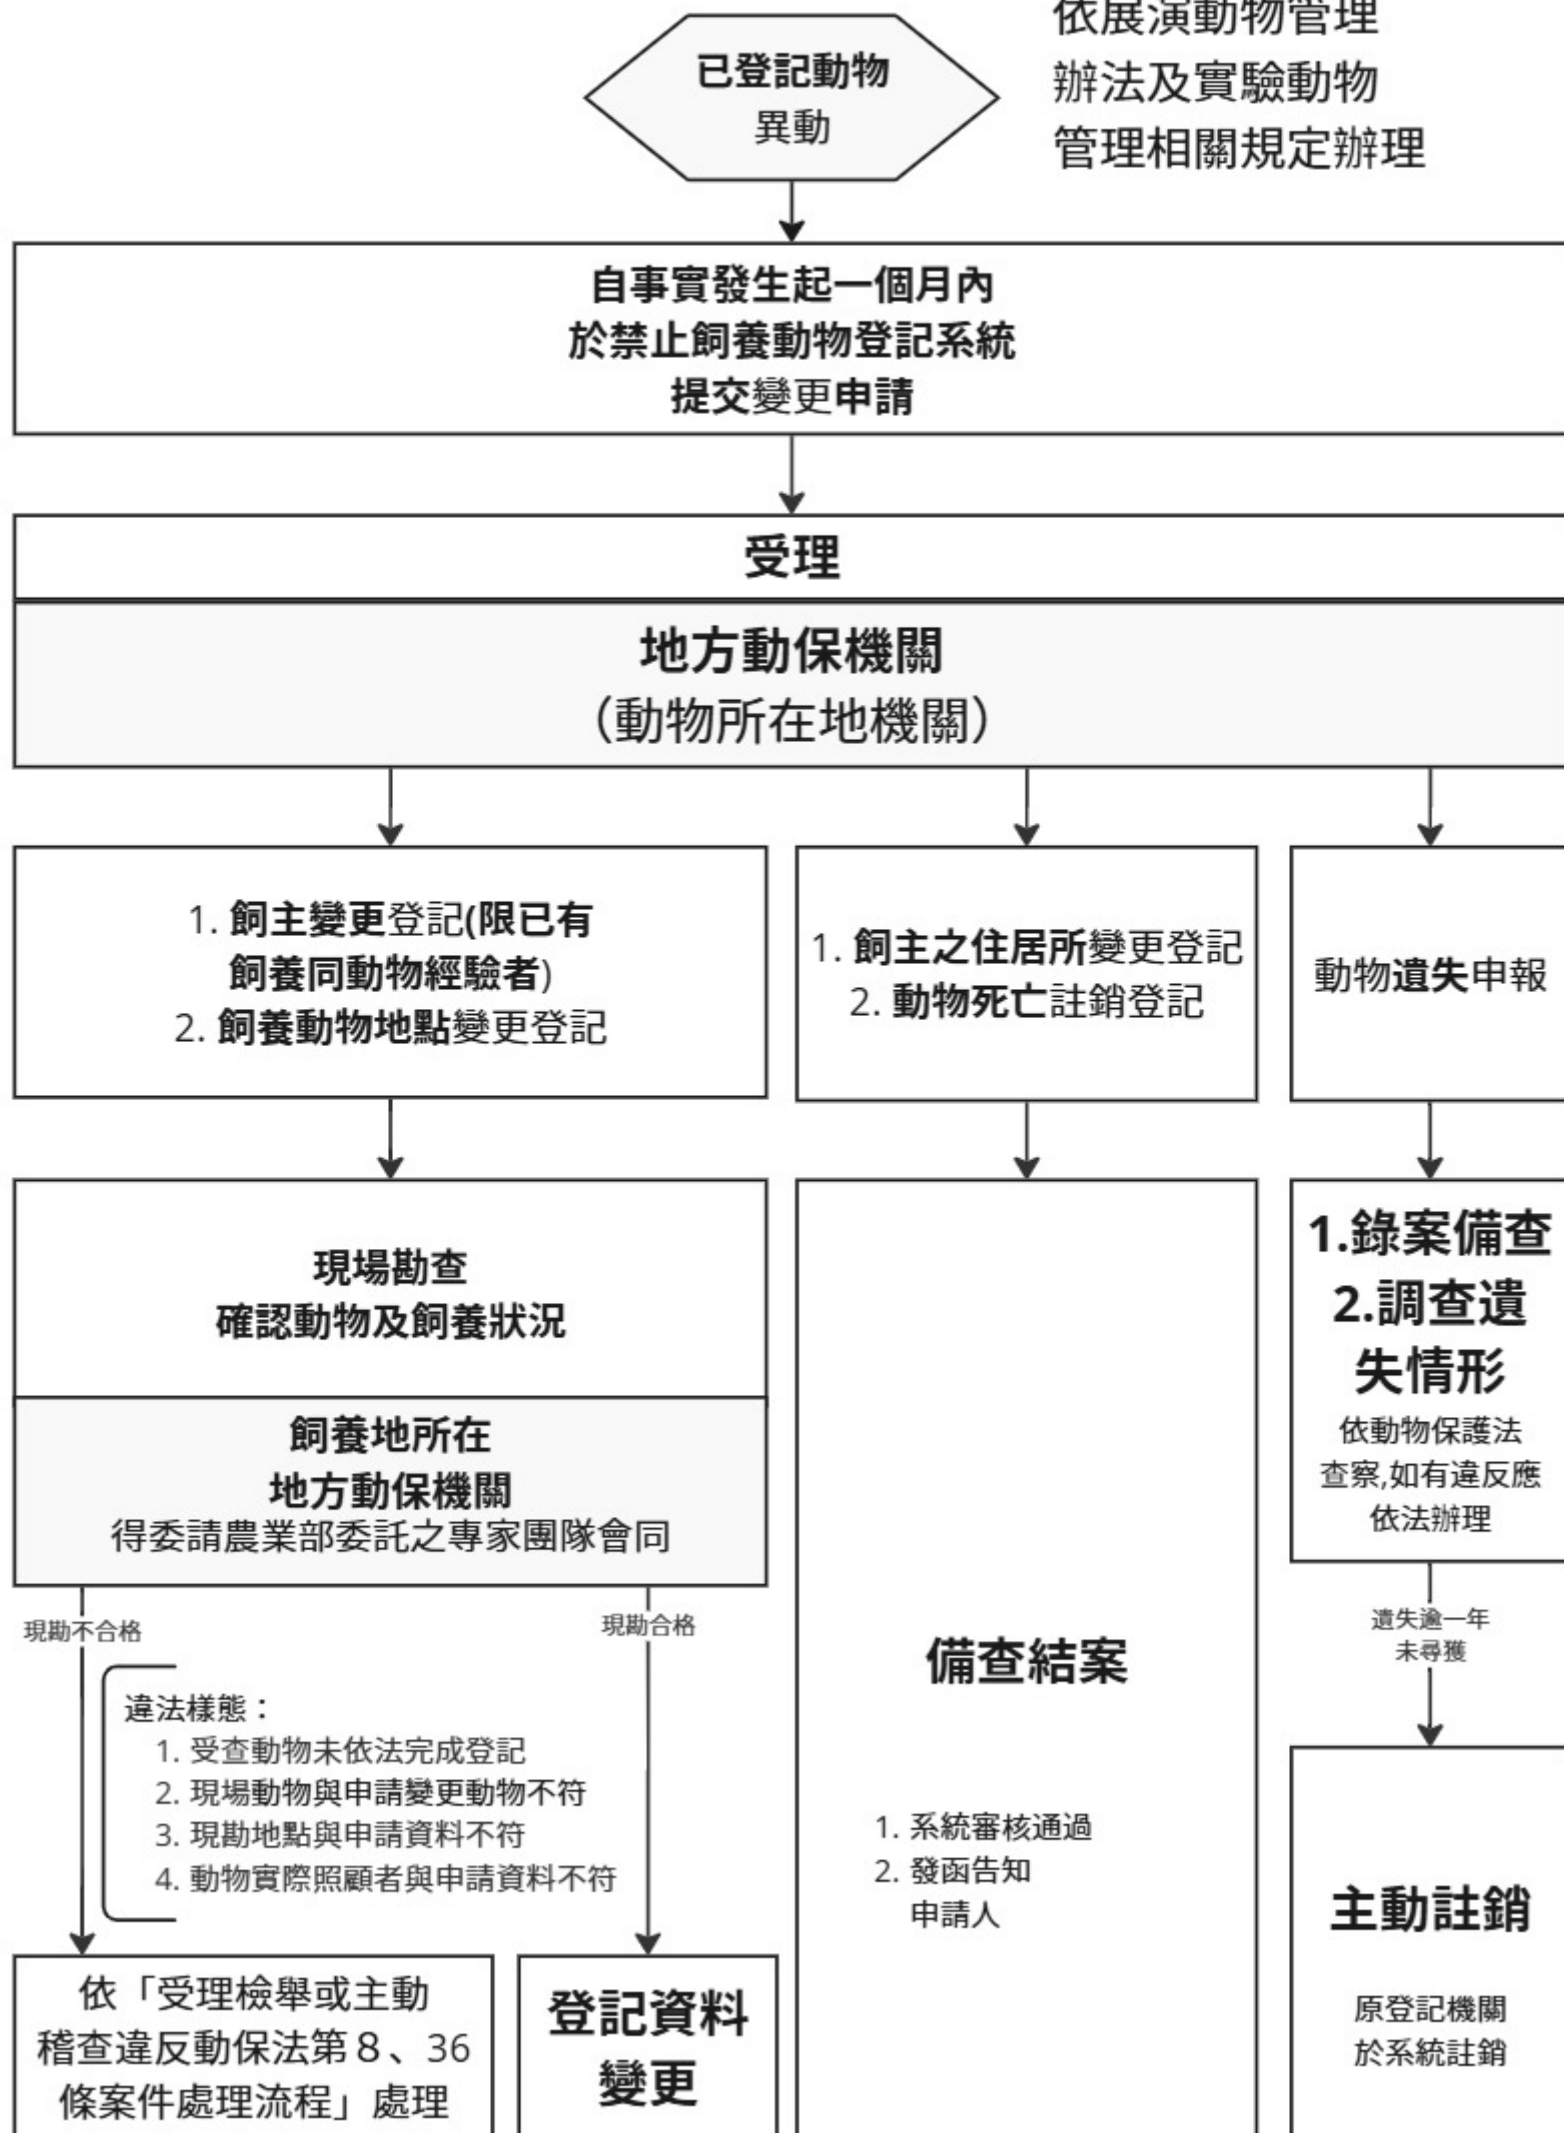 已登記動物
異動
依展演動物管理
辦法及實驗動物
管理相關規定辦理
自事實發生起一個月內
於禁止飼養動物登記系統
提交變更申請
受理
地方動保機關
（動物所在地機關）
1. 飼主變更登記(限已有
飼養同動物經驗者)
2. 飼養動物地點變更登記
1. 飼主之住居所變更登記
2. 動物死亡註銷登記
動物遺失申報
現場勘查
確認動物及飼養狀況
飼養地所在
地方動保機關
得委請農業部委託之專家團隊會同
1.錄案備查
2.調查遺
失情形
依動物保護法
查察,如有違反應
依法辦理
現勘不合格
現勘合格
遺失逾一年
未尋獲
違法樣態：
1. 受查動物未依法完成登記
2. 現場動物與申請變更動物不符
3. 現勘地點與申請資料不符
4. 動物實際照顧者與申請資料不符
備查結案
1. 系統審核通過
2. 發函告知
申請人
主動註銷
原登記機關
於系統註銷
依「受理檢舉或主動
稽查違反動保法第８、36
條案件處理流程」處理
登記資料
變更